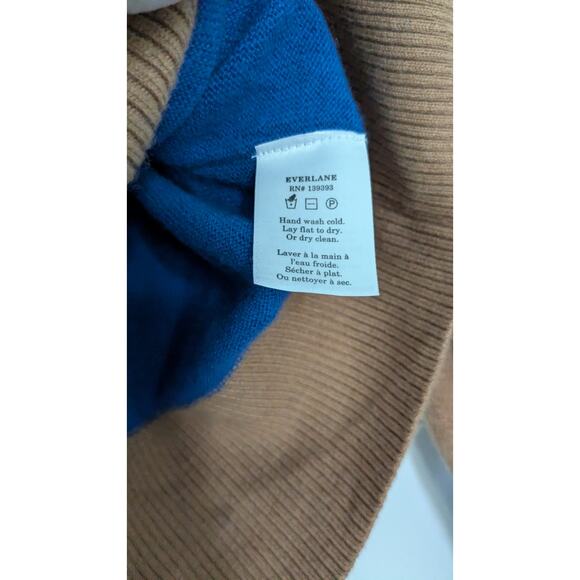 EVERLANE
RN# 139393
P
Hand wash cold.
Lay flat to dry.
Or dry clean.
Laver à la main à
l'eau froide.
Sécher à plat.
Ou nettoyer à sec.